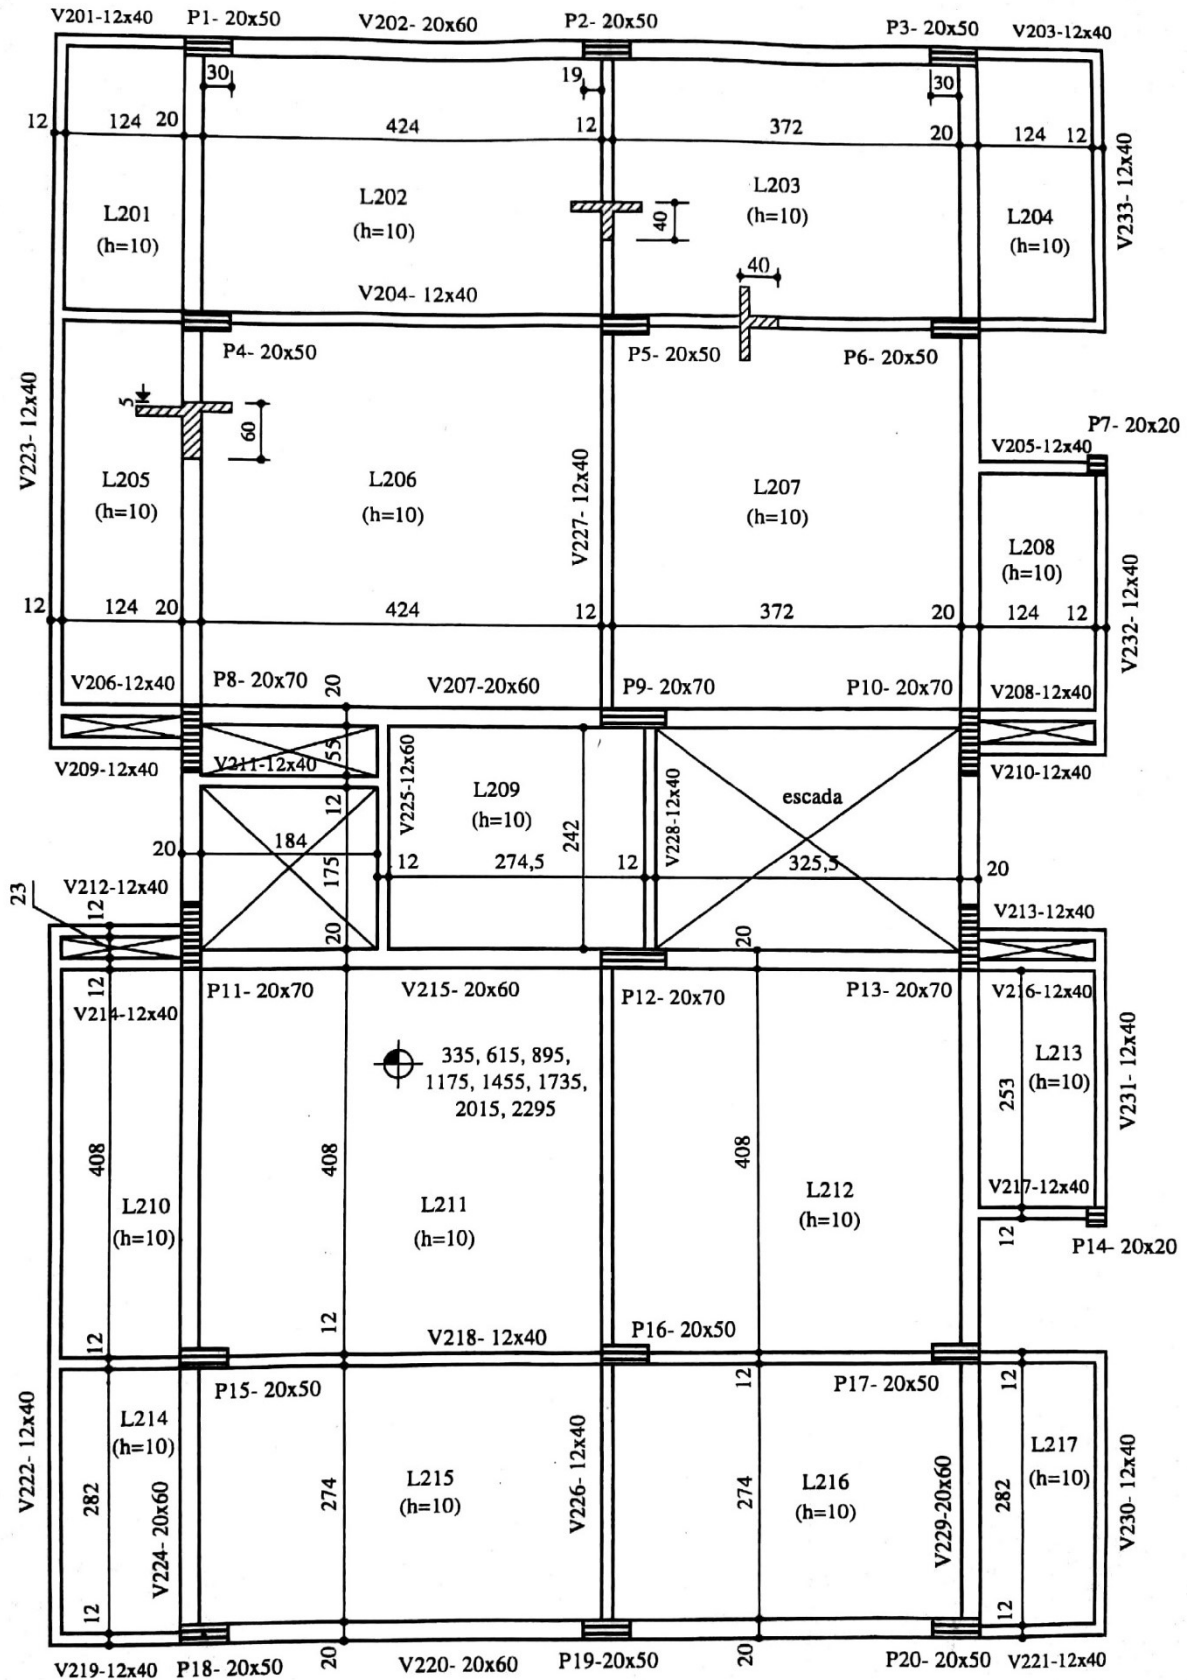 V201-12x40
P1- 20x50
V202- 20x60
P2- 20x50
P3- 20x50
V203-12x40
30
19
30
12
124
20
424
12
372
20
124
12
V233- 12x40
L201
(h=10)
L202
(h=10)
40
L203
(h=10)
L204
(h=10)
40
V204- 12x40
P4- 20x50
P5- 20x50
P6- 20x50
V223- 12x40
5
60
P7- 20x20
V205-12x40
L205
(h=10)
L206
(h=10)
V227- 12x40
L207
(h=10)
L208
(h=10)
V232- 12x40
12
124
20
424
12
372
20
124
12
V206-12x40
P8- 20x70
20
V207-20x60
P9- 20x70
P10- 20x70
V208-12x40
V209-12x40
V211-12x40
55
V225-12x60
L209
(h=10)
242
V228-12x40
escada
V210-12x40
12
184
20
175
12
274,5
12
325,5
20
23
V212-12x40
12
20
20
V213-12x40
12
P11- 20x70
V215- 20x60
P12- 20x70
P13- 20x70
V214-12x40
V216-12x40
335, 615, 895,
1175, 1455, 1735,
2015, 2295
L213
(h=10)
253
V231- 12x40
408
408
408
L210
(h=10)
L211
(h=10)
L212
(h=10)
V217-12x40
12
P14- 20x20
12
12
V218- 12x40
P16- 20x50
P15- 20x50
12
P17- 20x50
12
V222- 12x40
L214
(h=10)
282
V224- 20x60
274
L215
(h=10)
V226- 12x40
274
L216
(h=10)
V229-20x60
282
L217
(h=10)
V230- 12x40
12
12
V219-12x40
P18- 20x50
20
V220- 20x60
P19-20x50
20
P20- 20x50
V221-12x40